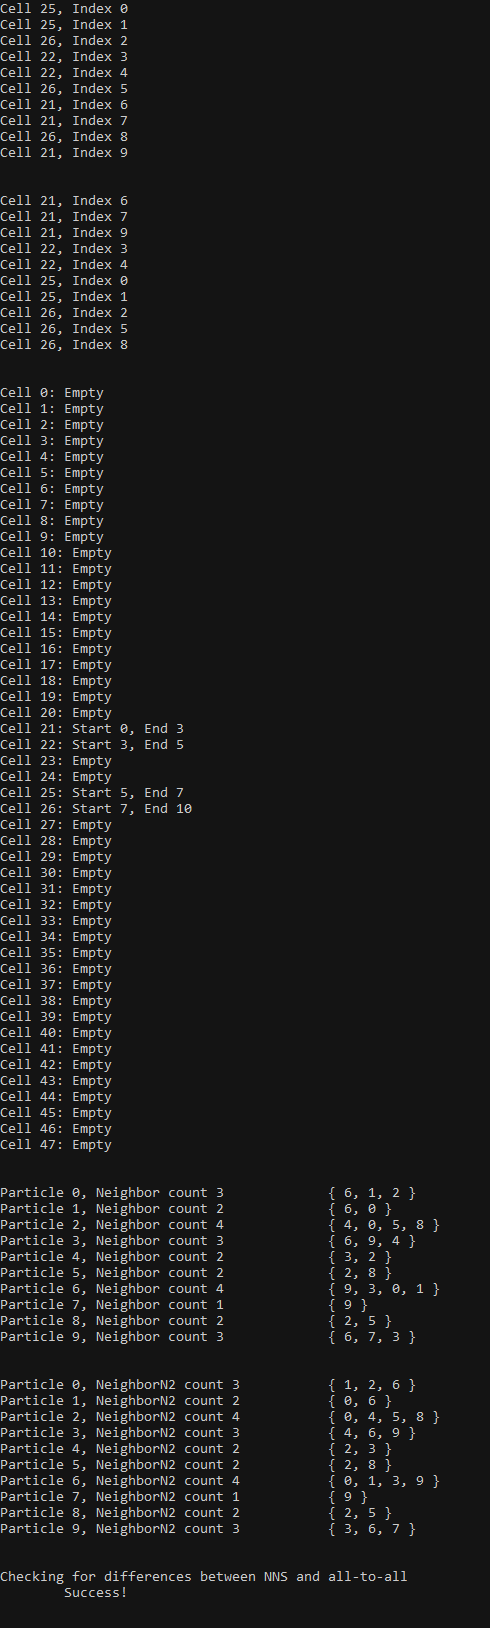 Cell 25, Index 0
Cell 25, Index 1
Cell 26, Index 2
Cell 22, Index 3
Cell 22, Index 4
Cell 26, Index 5
Cell 21, Index 6
Cell 21, Index 7
Cell 26, Index 8
Cell 21, Index 9
Cell 21, Index 6
Cell 21, Index 7
Cell 21, Index 9
Cell 22, Index 3
Cell 22, Index 4
Cell 25, Index 0
Cell 25, Index 1
Cell 26, Index 2
Cell 26, Index 5
Cell 26, Index 8
Cell 0: Empty
Cell 1: Empty
Cell 2: Empty
Cell 3: Empty
Cell 4: Empty
Cell 5: Empty
Cell 6: Empty
Cell 7: Empty
Cell 8: Empty
Cell 9: Empty
Cell 10: Empty
Cell 11: Empty
Cell 12: Empty
Cell 13: Empty
Cell 14: Empty
Cell 15: Empty
Cell 16: Empty
Cell 17: Empty
Cell 18: Empty
Cell 19: Empty
Cell 20: Empty
Cell 21: Start 0, End 3
Cell 22: Start 3, End 5
Cell 23: Empty
Cell 24: Empty
Cell 25: Start 5, End 7
Cell 26: Start 7, End 10
Cell 27: Empty
Cell 28: Empty
Cell 29: Empty
Cell 30: Empty
Cell 31: Empty
Cell 32: Empty
Cell 33: Empty
Cell 34: Empty
Cell 35: Empty
Cell 36: Empty
Cell 37: Empty
Cell 38: Empty
Cell 39: Empty
Cell 40: Empty
Cell 41: Empty
Cell 42: Empty
Cell 43: Empty
Cell 44: Empty
Cell 45: Empty
Cell 46: Empty
Cell 47: Empty
Particle 0, Neighbor count 3 { 6, 1, 2 }
Particle 1, Neighbor count 2 { 6, 0 }
Particle 2, Neighbor count 4 { 4, 0, 5, 8 }
Particle 3, Neighbor count 3 { 6, 9, 4 }
Particle 4, Neighbor count 2 { 3, 2 }
Particle 5, Neighbor count 2 { 2, 8 }
Particle 6, Neighbor count 4 { 9, 3, 0, 1 }
Particle 7, Neighbor count 1 { 9 }
Particle 8, Neighbor count 2 { 2, 5 }
Particle 9, Neighbor count 3 { 6, 7, 3 }
Particle 0, NeighborN2 count 3 { 1, 2, 6 }
Particle 1, NeighborN2 count 2 { 0, 6 }
Particle 2, NeighborN2 count 4 { 0, 4, 5, 8 }
Particle 3, NeighborN2 count 3 { 4, 6, 9 }
Particle 4, NeighborN2 count 2 { 2, 3 }
Particle 5, NeighborN2 count 2 { 2, 8 }
Particle 6, NeighborN2 count 4 { 0, 1, 3, 9 }
Particle 7, NeighborN2 count 1 { 9 }
Particle 8, NeighborN2 count 2 { 2, 5 }
Particle 9, NeighborN2 count 3 { 3, 6, 7 }
Checking for differences between NNS and all-to-all
Success!